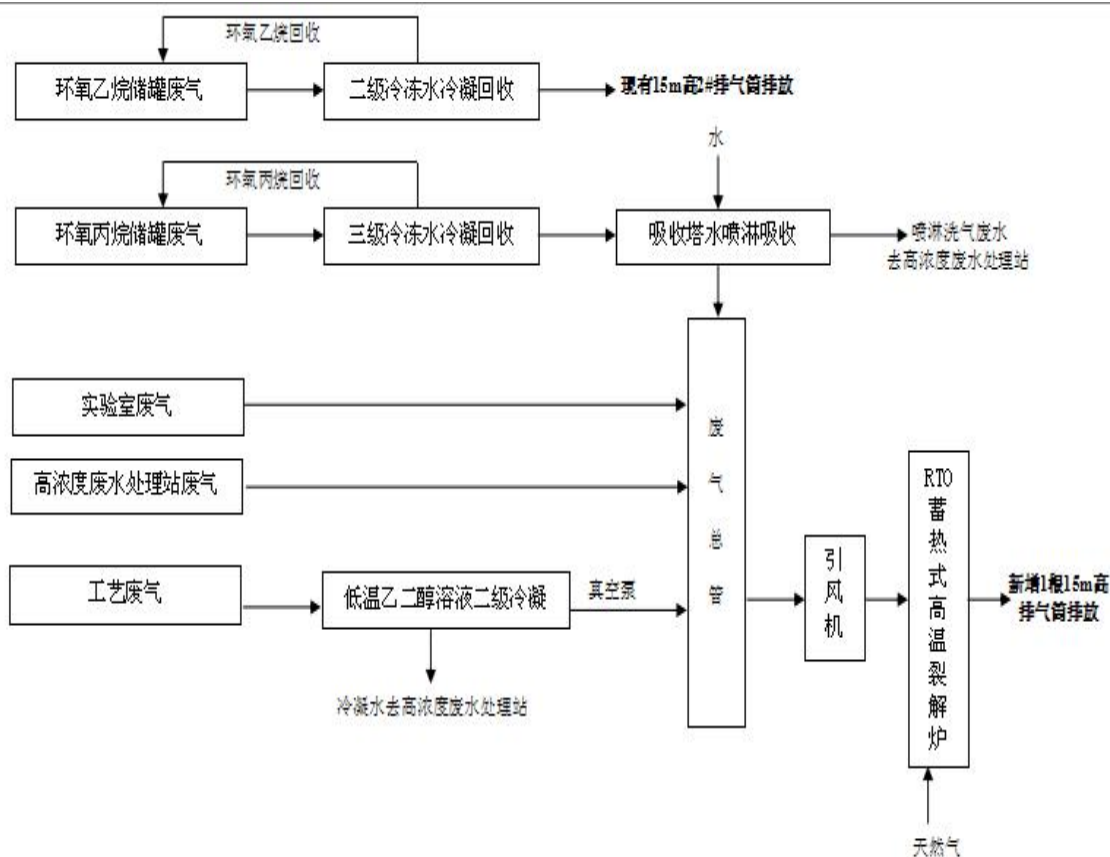 环氧乙烷回收
环氧乙烷储罐废气
二级冷冻水冷凝回收
现有15m高2#排气筒排放
水
环氧丙烷回收
环氧丙烷储罐废气
三级冷冻水冷凝回收
吸收塔水喷淋吸收
喷淋洗气废水
去高浓度废水处理站
实验室废气
高浓度废水处理站废气
工艺废气
低温乙二醇溶液二级冷凝
真空泵
冷凝水去高浓度废水处理站
废气总管
引风机
RTO蓄热式高温裂解炉
新增1根15m高
排气筒排放
天然气